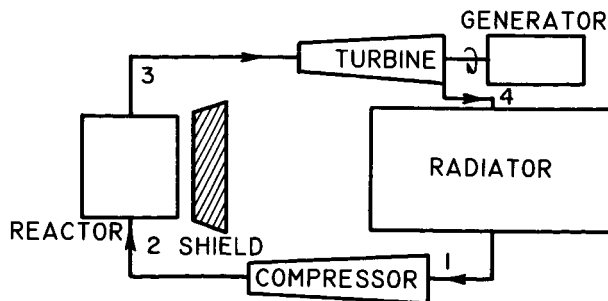 GENERATOR
TURBINE
3
4
RADIATOR
REACTOR
2
SHIELD
1
COMPRESSOR